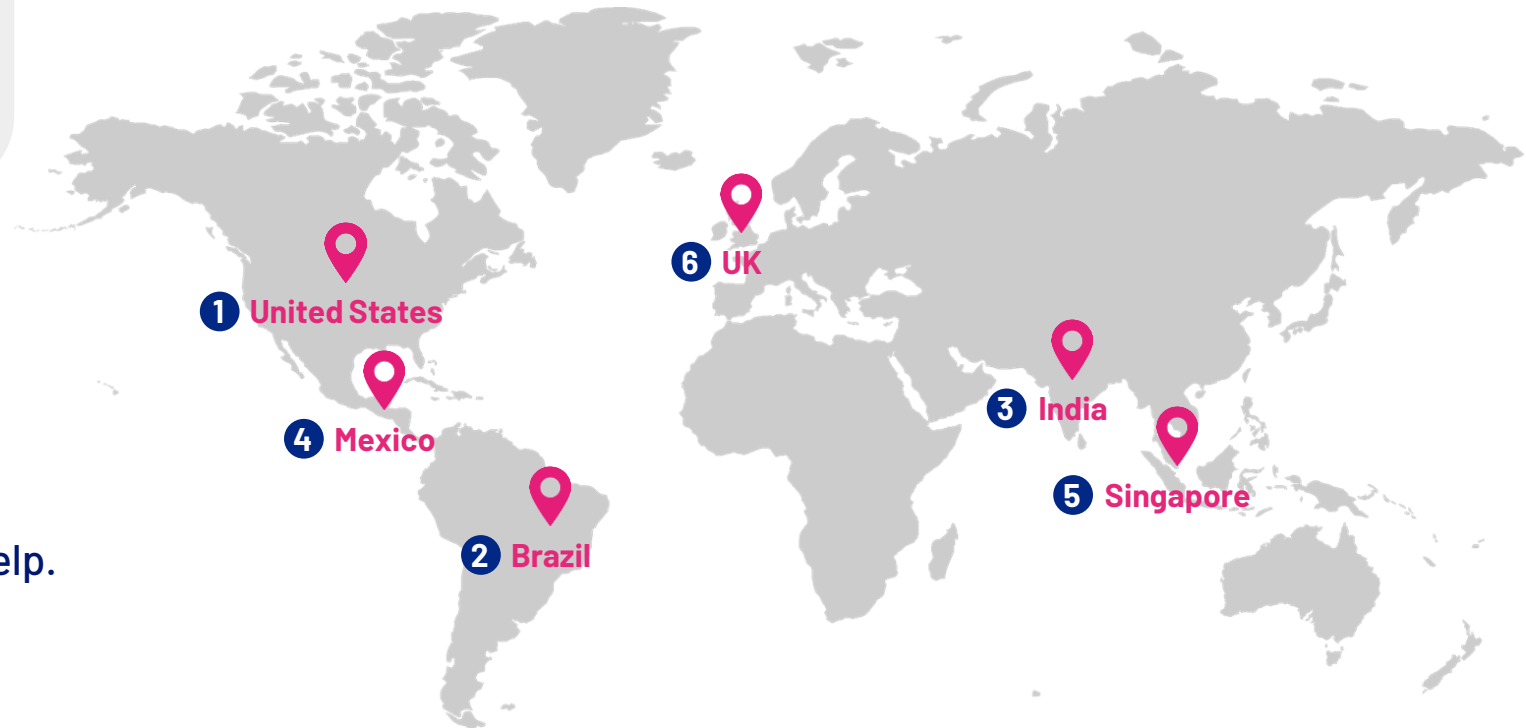 6 UK
1 United States
3 India
4 Mexico
5 Singapore
2 Brazil
elp.